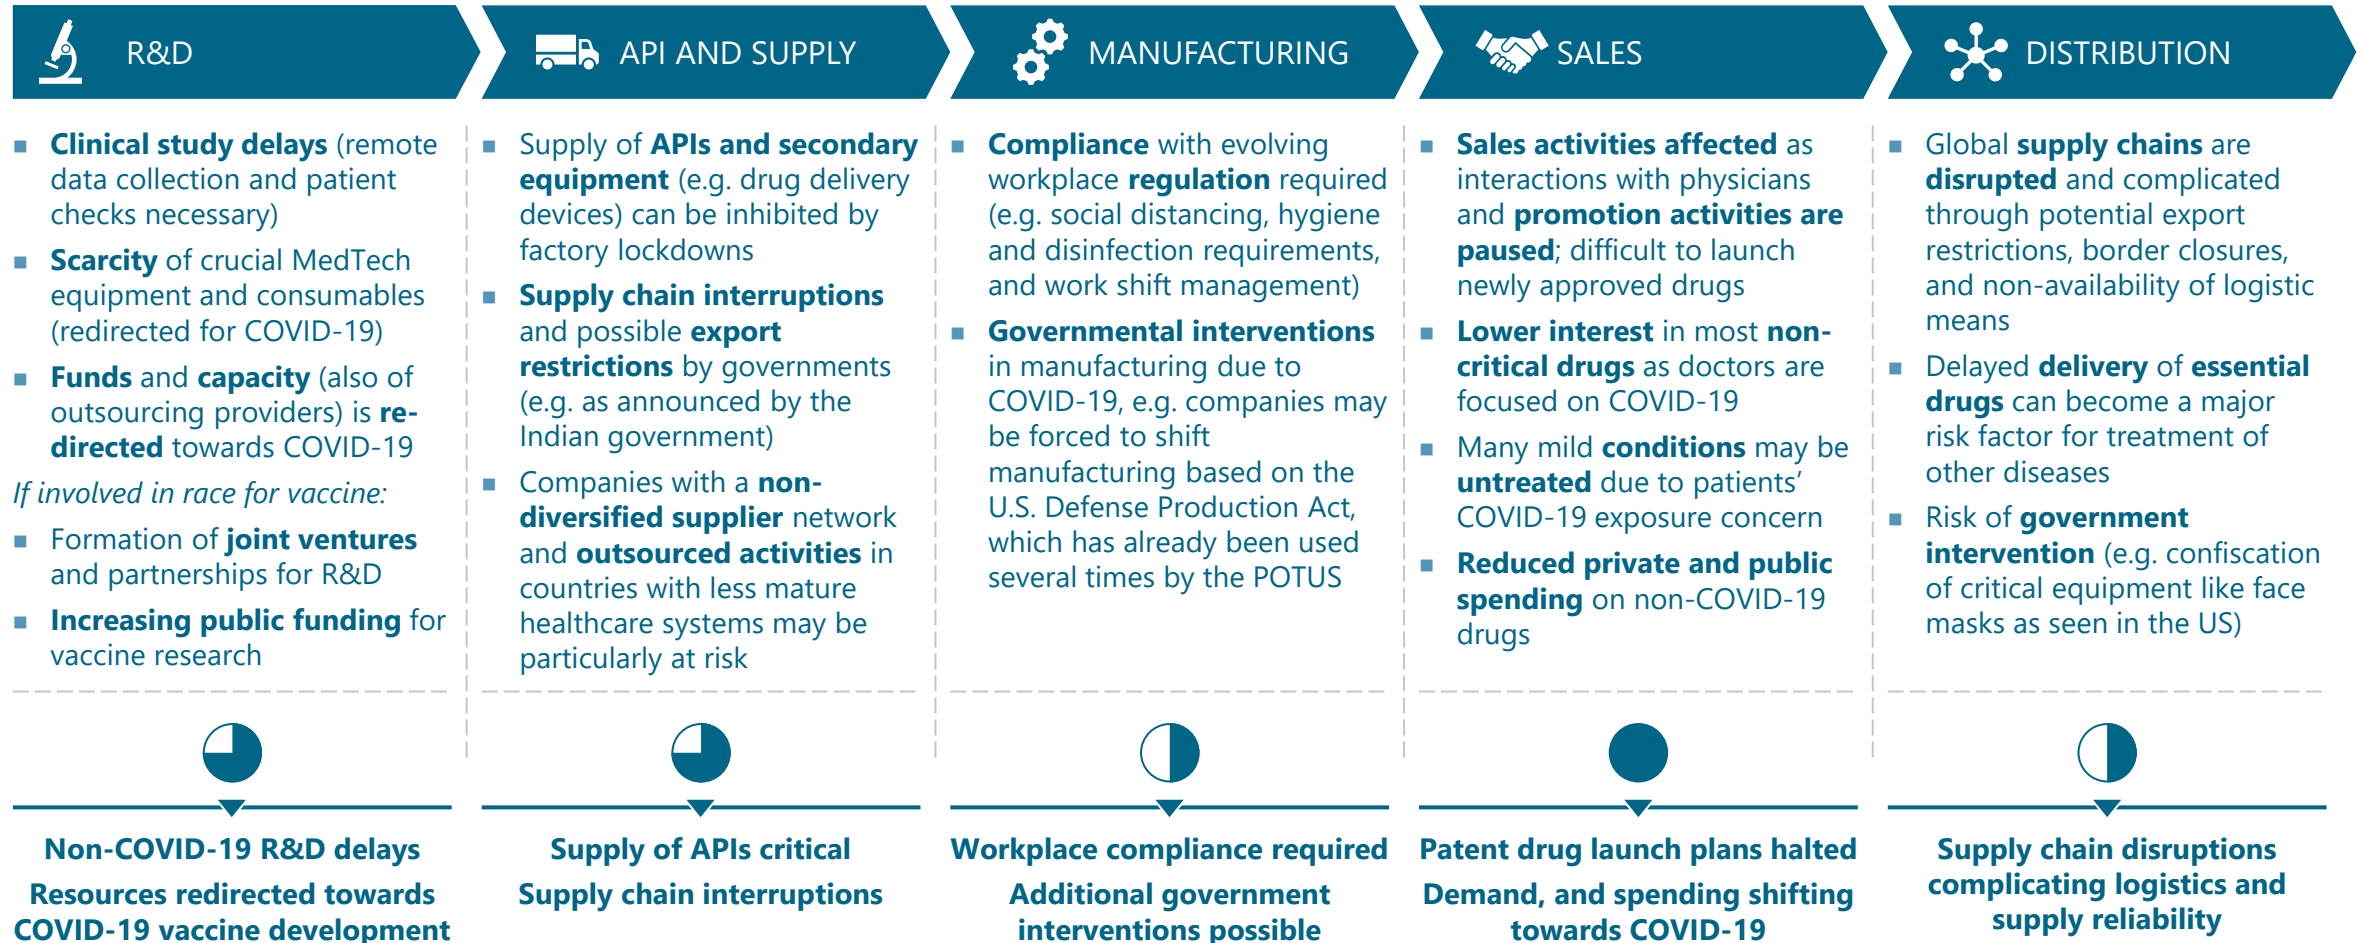 R&D
API AND SUPPLY
MANUFACTURING
SALES
DISTRIBUTION
Clinical study delays (remote
data collection and patient
checks necessary)
Scarcity of crucial MedTech
equipment and consumables
(redirected for COVID-19)
Funds and capacity (also of
outsourcing providers) is re-
directed towards COVID-19
If involved in race for vaccine:
Formation of joint ventures
and partnerships for R&D
Increasing public funding for
vaccine research
Supply of APIs and secondary
equipment (e.g. drug delivery
devices) can be inhibited by
factory lockdowns
Supply chain interruptions
and possible export
restrictions by governments
(e.g. as announced by the
Indian government)
Companies with a non-
diversified supplier network
and outsourced activities in
countries with less mature
healthcare systems may be
particularly at risk
Compliance with evolving
workplace regulation required
(e.g. social distancing, hygiene
and disinfection requirements,
and work shift management)
Governmental interventions
in manufacturing due to
COVID-19, e.g. companies may
be forced to shift
manufacturing based on the
U.S. Defense Production Act,
which has already been used
several times by the POTUS
Sales activities affected as
interactions with physicians
and promotion activities are
paused; difficult to launch
newly approved drugs
Lower interest in most non-
critical drugs as doctors are
focused on COVID-19
Many mild conditions may be
untreated due to patients’
COVID-19 exposure concern
Reduced private and public
spending on non-COVID-19
drugs
Global supply chains are
disrupted and complicated
through potential export
restrictions, border closures,
and non-availability of logistic
means
Delayed delivery of essential
drugs can become a major
risk factor for treatment of
other diseases
Risk of government
intervention (e.g. confiscation
of critical equipment like face
masks as seen in the US)
Non-COVID-19 R&D delays
Resources redirected towards
COVID-19 vaccine development
Supply of APIs critical
Supply chain interruptions
Workplace compliance required
Additional government
interventions possible
Patent drug launch plans halted
Demand, and spending shifting
towards COVID-19
Supply chain disruptions
complicating logistics and
supply reliability